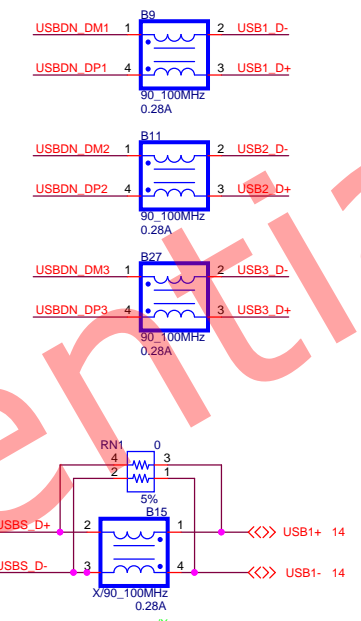 B9
USBDN_DM1 1 2 USB1_D-
USBDN_DP1 4 3 USB1_D+
90_100MHz
0.28A
B11
USBDN_DM2 1 2 USB2_D-
USBDN_DP2 4 3 USB2_D+
90_100MHz
0.28A
B27
USBDN_DM3 1 2 USB3_D-
USBDN_DP3 4 3 USB3_D+
90_100MHz
0.28A
RN1 0
4 3
2 1
5%
B15
USBS_D+ 2 1 USB1+ 14
USBS_D- 3 4 USB1- 14
X/90_100MHz
0.28A
enti